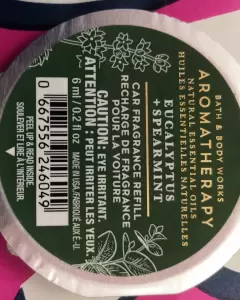 BATH & BODY WORKS
AROMATHERAPY
NATURAL ESSENTIAL OILS
HUILES ESSENTIELLES NATURELLES
EUCALYPTUS
+ SPEARMINT
CAR FRAGRANCE REFILL
RECHARGE DE FRAGRANCE
POUR LA VOITURE
CAUTION: EYE IRRITANT.
ATTENTION : PEUT IRRITER LES YEUX.
6 ml / 0.2 fl oz
MADE IN USA/FABRIQUÉ AUX É.-U.
0 667556 246049
PEEL UP & READ INSIDE.
SOULEVER ET LIRE À L'INTÉRIEUR.